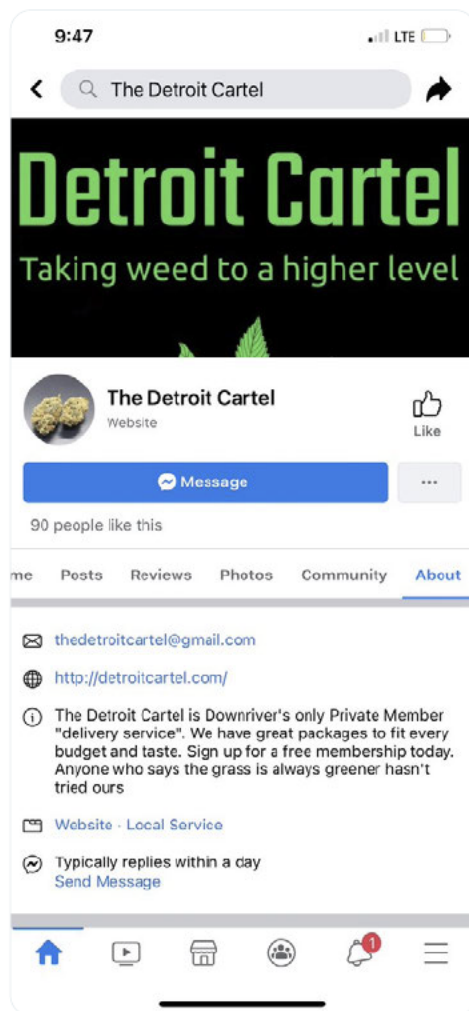 9:47
LTE
The Detroit Cartel
Detroit Cartel
Taking weed to a higher level
The Detroit Cartel
Website
Like
Message
90 people like this
me Posts Reviews Photos Community About
thedetroitcartel@gmail.com
http://detroitcartel.com/
The Detroit Cartel is Downriver's only Private Member
"delivery service". We have great packages to fit every
budget and taste. Sign up for a free membership today.
Anyone who says the grass is always greener hasn't
tried ours
Website · Local Service
Typically replies within a day
Send Message
1